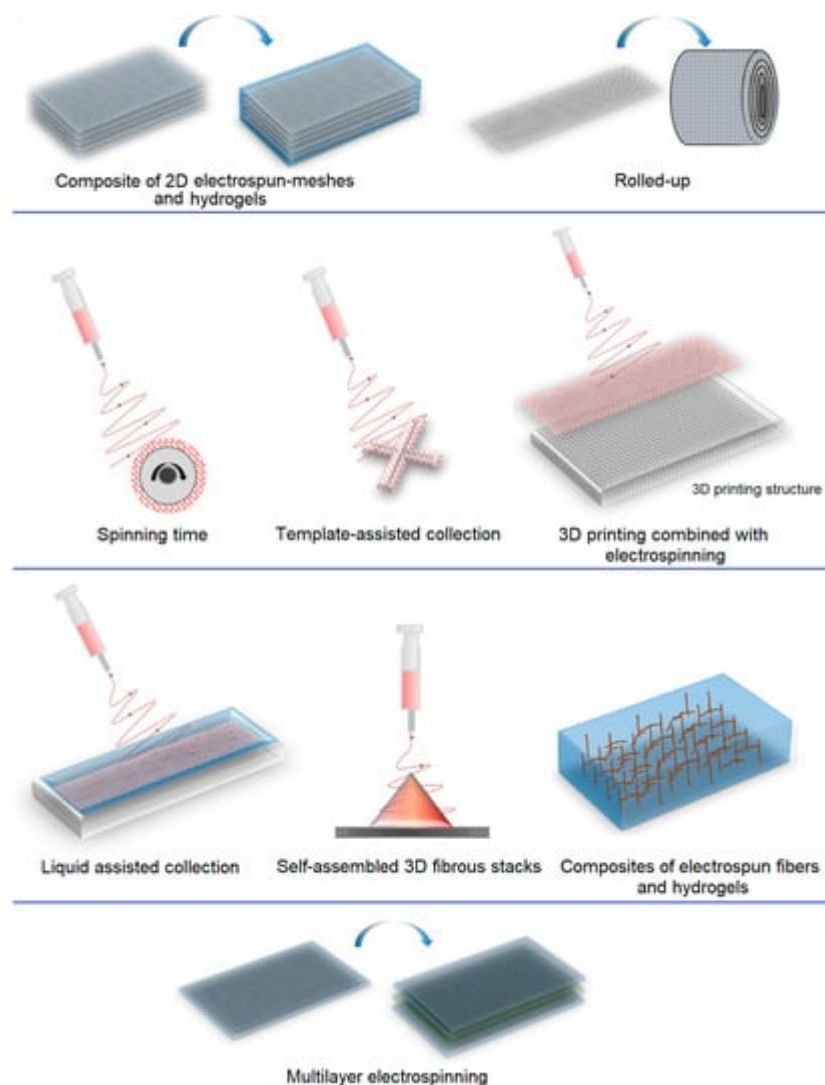 Composite of 2D electrospun-meshes
and hydrogels
Rolled-up
Spinning time
Template-assisted collection
3D printing structure
3D printing combined with
electrospinning
Liquid assisted collection
Self-assembled 3D fibrous stacks
Composites of electrospun fibers
and hydrogels
Multilayer electrospinning